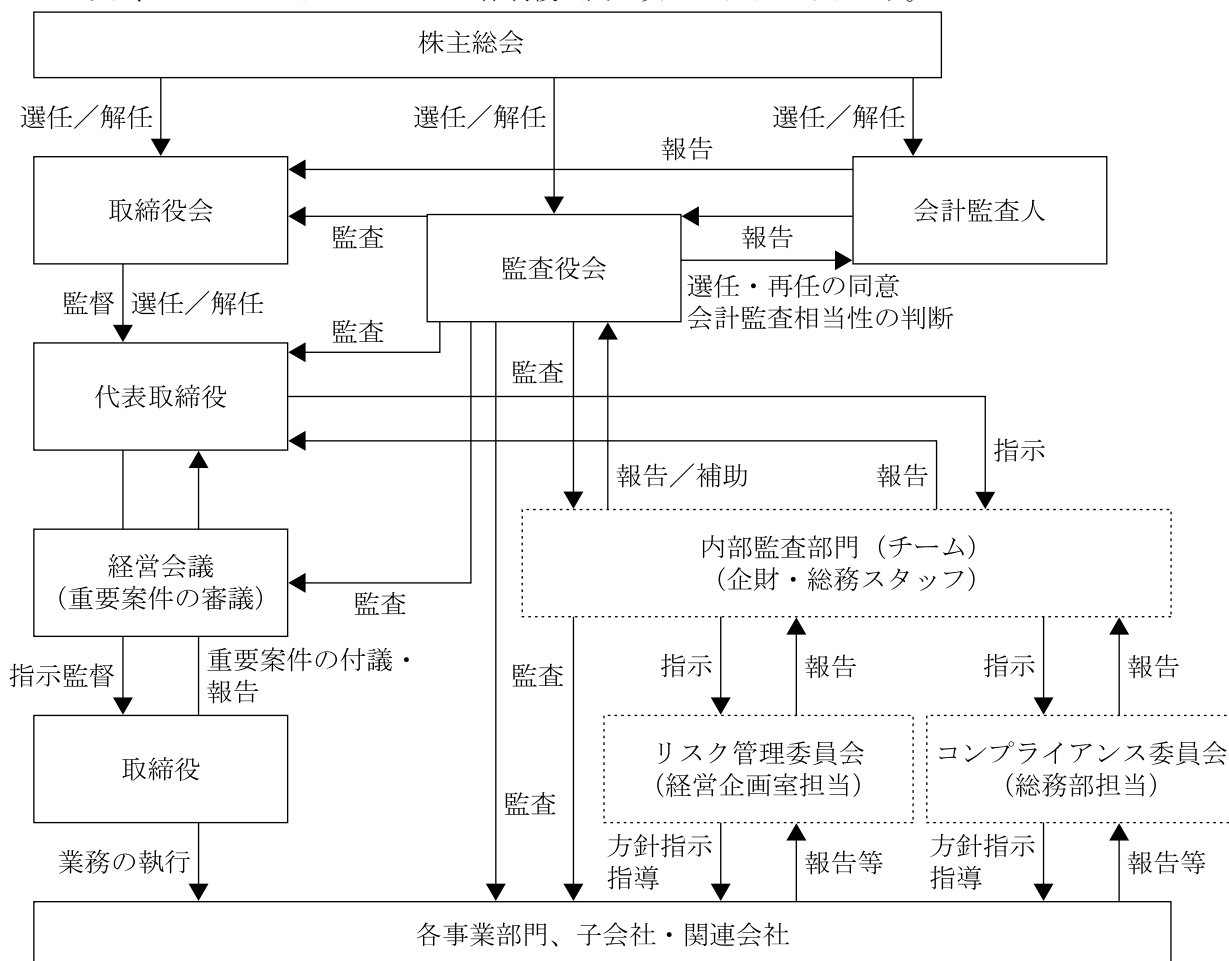 株主総会
選任／解任
選任／解任
選任／解任
報告
取締役会
会計監査人
監査
報告
監査役会
選任・再任の同意
会計監査相当性の判断
監督
選任／解任
監査
監査
代表取締役
指示
報告／補助
報告
内部監査部門（チーム）
（企財・総務スタッフ）
経営会議
（重要案件の審議）
監査
指示監督
重要案件の付議・
報告
監査
指示
報告
指示
報告
取締役
リスク管理委員会
（経営企画室担当）
コンプライアンス委員会
（総務部担当）
監査
業務の執行
方針指示
指導
報告等
方針指示
指導
報告等
各事業部門、子会社・関連会社